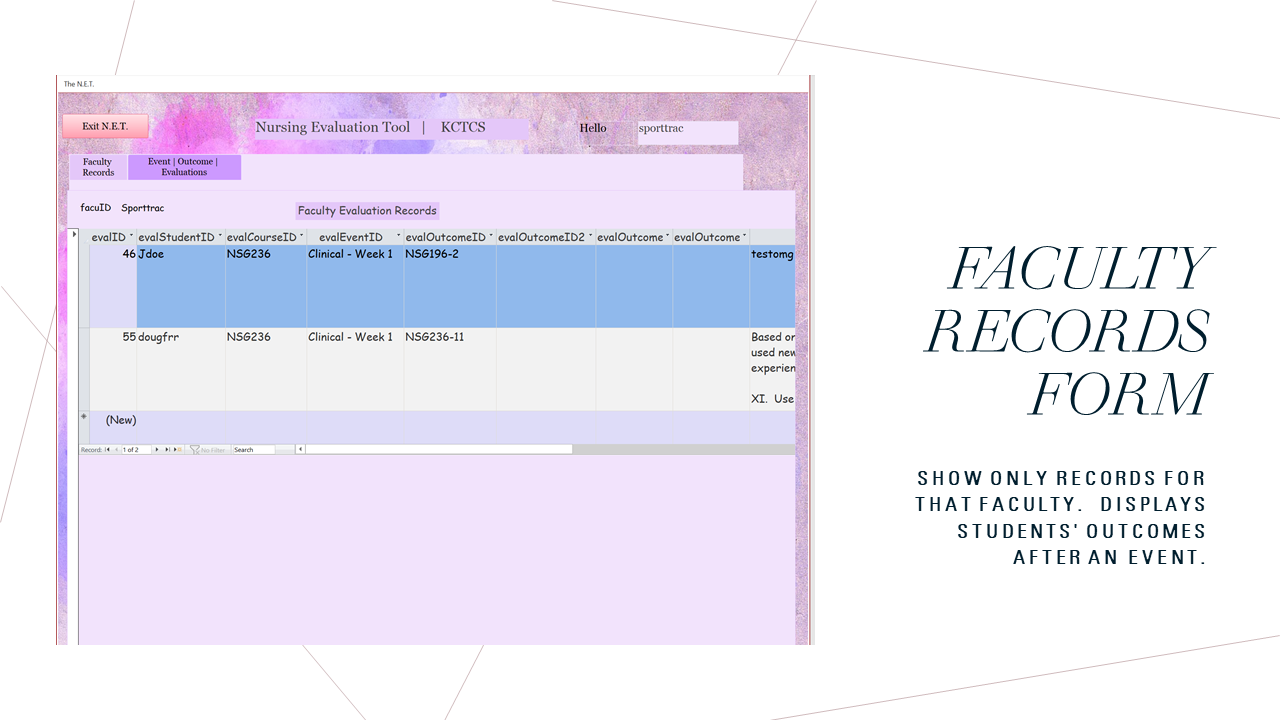 The N.E.T.
Exit N.E.T.
Nursing Evaluation Tool | KCTCS
Hello sporttrac
Faculty Records
Event | Outcome | Evaluations
facuID Sporttrac
Faculty Evaluation Records
evalID evalStudentID evalCourseID evalEventID evalOutcomeID evalOutcomeID2 evalOutcome evalOutcome
46 Jdoe NSG236 Clinical - Week 1 NSG196-2 testomg
55 dougfrr NSG236 Clinical - Week 1 NSG236-11 Based or
used new
experien
XI. Use
(New)
Record: 1 of 2 No Filter Search
FACULTY
RECORDS
FORM
SHOW ONLY RECORDS FOR
THAT FACULTY. DISPLAYS
STUDENTS' OUTCOMES
AFTER AN EVENT.